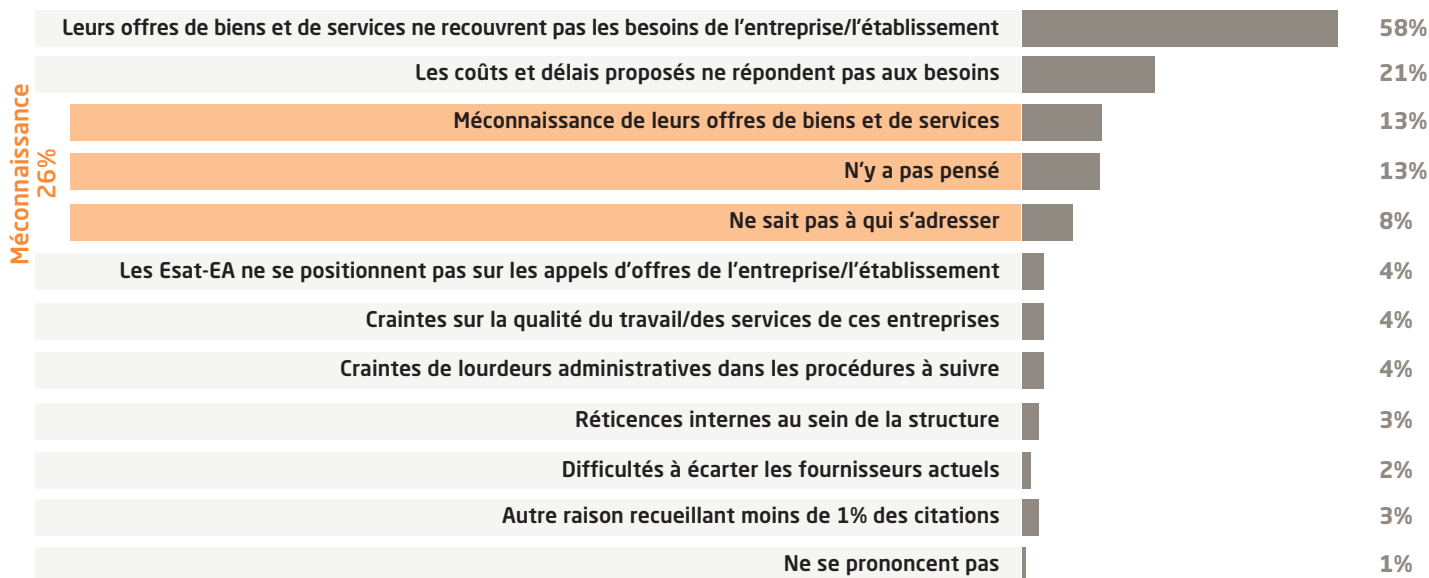 Leurs offres de biens et de services ne recouvrent pas les besoins de l'entreprise/l'établissement 58%
Les coûts et délais proposés ne répondent pas aux besoins 21%
Méconnaissance
26%
Méconnaissance de leurs offres de biens et de services 13%
N'y a pas pensé 13%
Ne sait pas à qui s'adresser 8%
Les Esat-EA ne se positionnent pas sur les appels d'offres de l'entreprise/l'établissement 4%
Craintes sur la qualité du travail/des services de ces entreprises 4%
Craintes de lourdeurs administratives dans les procédures à suivre 4%
Réticences internes au sein de la structure 3%
Difficultés à écarter les fournisseurs actuels 2%
Autre raison recueillant moins de 1% des citations 3%
Ne se prononcent pas 1%